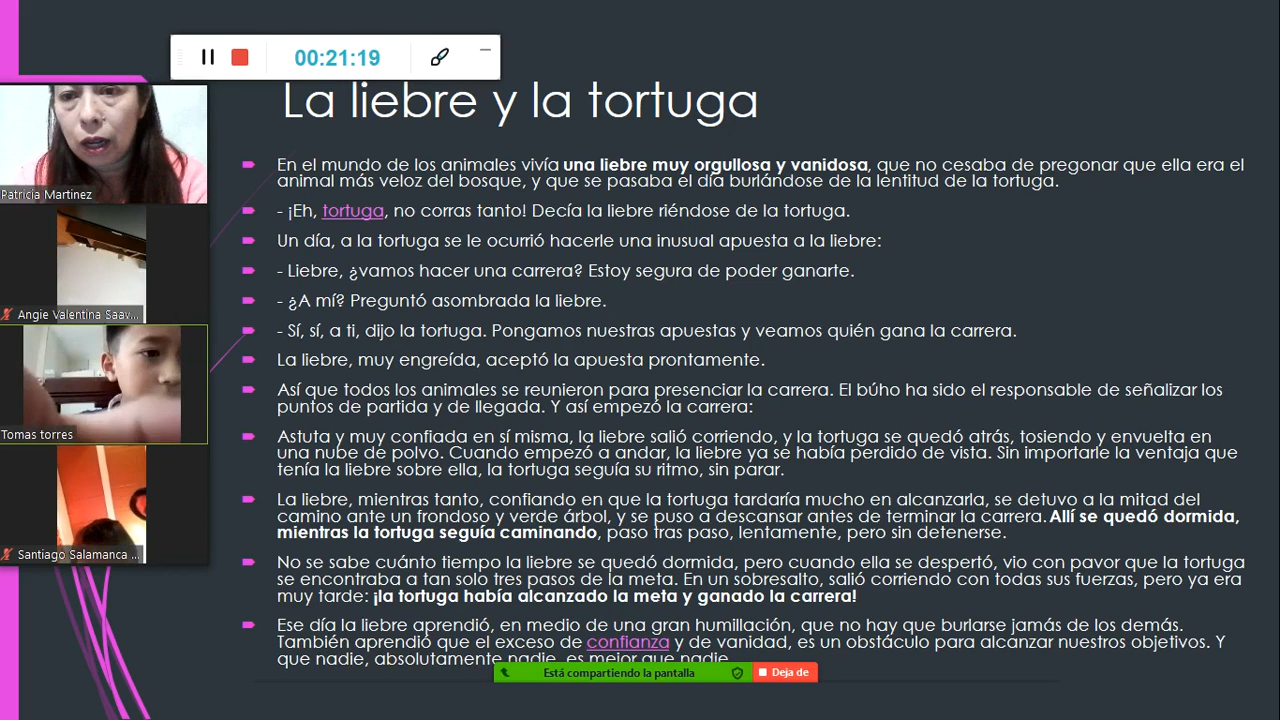 00:21:19
La liebre y la tortuga
En el mundo de los animales vivía una liebre muy orgullosa y vanidosa, que no cesaba de pregonar que ella era el
animal más veloz del bosque, y que se pasaba el día burlándose de la lentitud de la tortuga.
- ¡Eh, tortuga, no corras tanto! Decía la liebre riéndose de la tortuga.
Un día, a la tortuga se le ocurrió hacerle una inusual apuesta a la liebre:
- Liebre, ¿vamos hacer una carrera? Estoy segura de poder ganarte.
- ¿A mí? Preguntó asombrada la liebre.
- Sí, sí, a ti, dijo la tortuga. Pongamos nuestras apuestas y veamos quién gana la carrera.
La liebre, muy engreída, aceptó la apuesta prontamente.
Así que todos los animales se reunieron para presenciar la carrera. El búho ha sido el responsable de señalizar los
puntos de partida y de llegada. Y así empezó la carrera:
Astuta y muy confiada en sí misma, la liebre salió corriendo, y la tortuga se quedó atrás, tosiendo y envuelta en
una nube de polvo. Cuando empezó a andar, la liebre ya se había perdido de vista. Sin importarle la ventaja que
tenía la liebre sobre ella, la tortuga seguía su ritmo, sin parar.
La liebre, mientras tanto, confiando en que la tortuga tardaría mucho en alcanzarla, se detuvo a la mitad del
camino ante un frondoso y verde árbol, y se puso a descansar antes de terminar la carrera. Allí se quedó dormida,
mientras la tortuga seguía caminando, paso tras paso, lentamente, pero sin detenerse.
No se sabe cuánto tiempo la liebre se quedó dormida, pero cuando ella se despertó, vio con pavor que la tortuga
se encontraba a tan solo tres pasos de la meta. En un sobresalto, salió corriendo con todas sus fuerzas, pero ya era
muy tarde: ¡la tortuga había alcanzado la meta y ganado la carrera!
Ese día la liebre aprendió, en medio de una gran humillación, que no hay que burlarse jamás de los demás.
También aprendió que el exceso de confianza y de vanidad, es un obstáculo para alcánzar nuestros objetivos. Y
que nadie, absolutamente nadie, es mejor que nadie
Patricia Martinez
Angie Valentina Saav...
Tomas torres
Santiago Salamanca ...
Está compartiendo la pantalla
Deja de